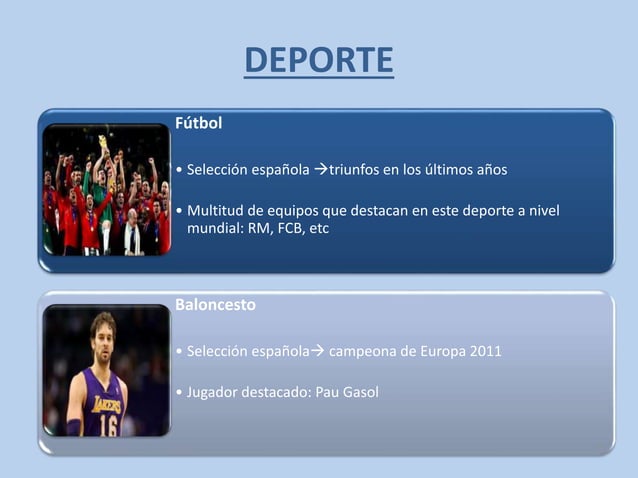 DEPORTE
Fútbol
• Selección española →triunfos en los últimos años
• Multitud de equipos que destacan en este deporte a nivel
mundial: RM, FCB, etc
Baloncesto
• Selección española→ campeona de Europa 2011
• Jugador destacado: Pau Gasol
LAKERS
16